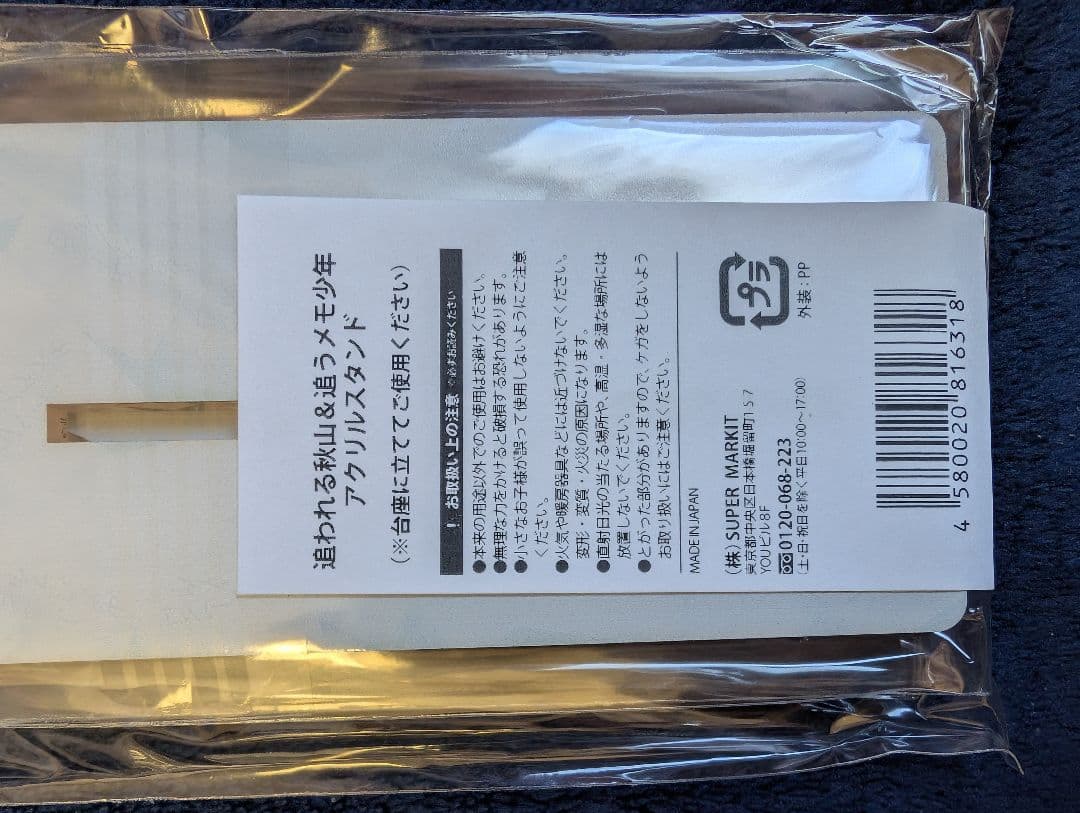 追われる秋山&追うメモ少年
アクリルスタンド
(※台座に立ててご使用ください)
! お取扱い上の注意 ※必ずお読みください
●本来の用途以外でのご使用はお避けください。
●無理な力をかけると破損する恐れがあります。
●小さなお子様が誤って使用しないようにご注意
ください。
●火気や暖房器具などには近づけないでください。
変形・変質・火災の原因になります。
●直射日光の当たる場所や、高温・多湿な場所には
放置しないでください。
●とがった部分がありますので、ケガをしないよう
お取り扱いにはご注意ください。
MADE IN JAPAN
(株) SUPER MARKIT
東京都中央区日本橋堀留町1-5-7
YOUビル8F
0120-068-223
(土・日・祝日を除く平日10:00～17:00)
プラ
外装:PP
4 580020 816318